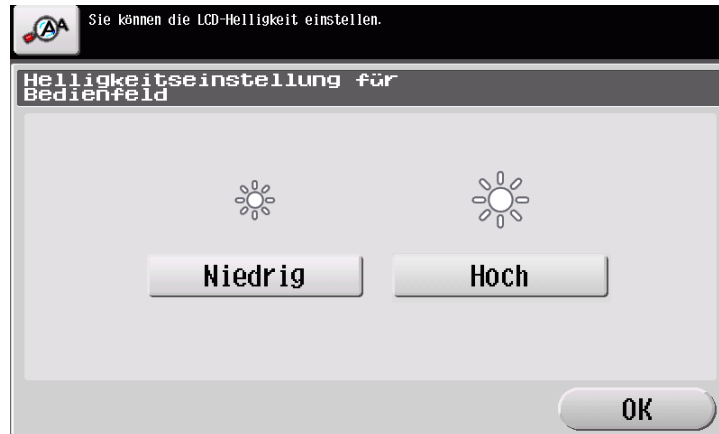 Sie können die LCD-Helligkeit einstellen.
Helligkeitseinstellung für
Bedienfeld
Niedrig Hoch
OK